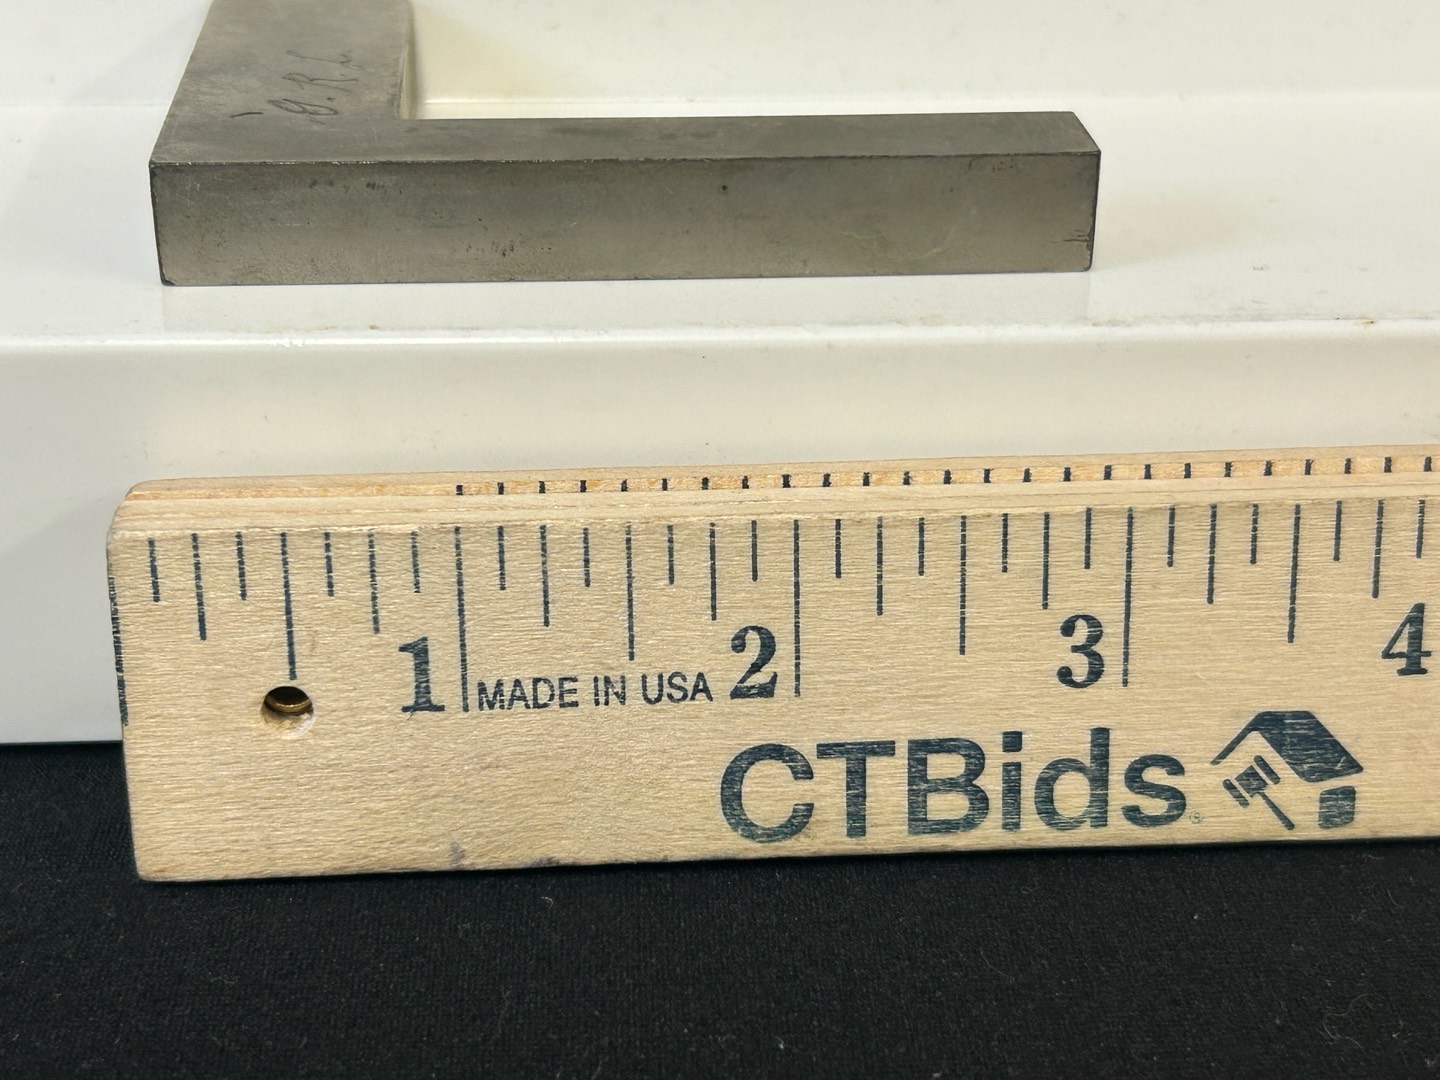 G.R.L
1 2 3 4
MADE IN USA
CTBids